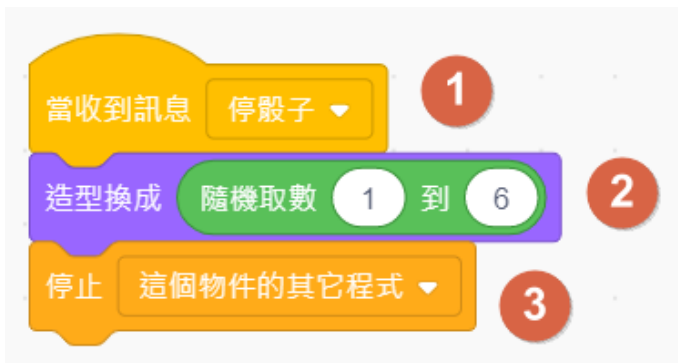 當收到訊息 停骰子 1
造型換成 隨機取數 1 到 6 2
停止 這個物件的其它程式 3